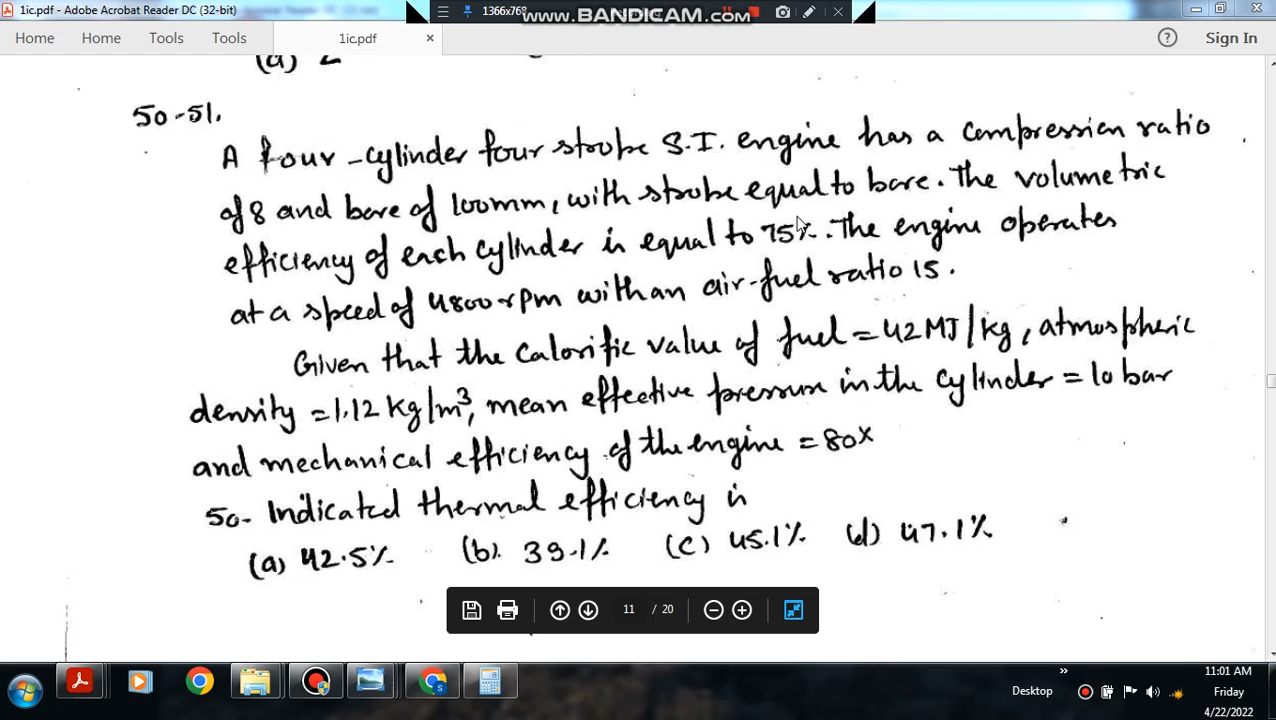 1ic.pdf - Adobe Acrobat Reader DC (32-bit)
1366x768
www.BANDICAM.com
Home Home Tools Tools 1ic.pdf × Sign In
(a) 2
50-51.
A four-cylinder four stroke S.I. engine has a compression ratio
of 8 and bore of 100mm, with stroke equal to bore. The volumetric
efficiency of each cylinder is equal to 75%. The engine operates
at a speed of 4800 rpm with an air-fuel ratio 15.
Given that the calorific value of fuel = 42 MJ/kg, atmospheric
density = 1.12 kg/m³, mean effective pressure in the cylinder = 10 bar
and mechanical efficiency of the engine = 80%
50- Indicated thermal efficiency is
(a) 42.5% (b) 39.1% (c) 45.1% (d) 47.1%
11 / 20
Desktop
11:01 AM
Friday
4/22/2022